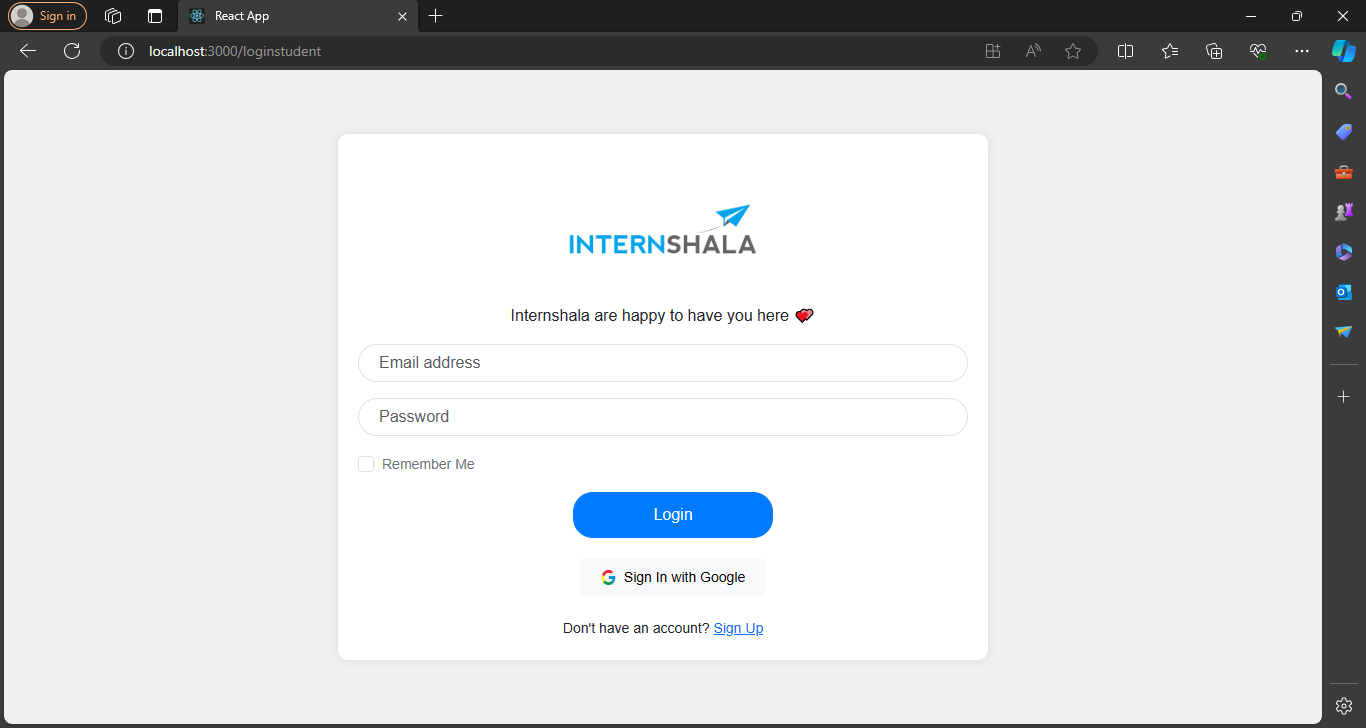 Sign in
React App
localhost:3000/loginstudent
INTERNSHALA
Internshala are happy to have you here
Email address
Password
Remember Me
Login
Sign In with Google
Don't have an account? Sign Up